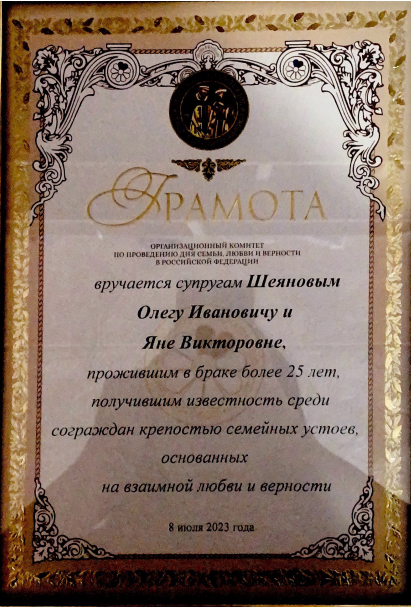 Грамота
ОРГАНИЗАЦИОННЫЙ КОМИТЕТ
ПО ПРОВЕДЕНИЮ ДНЯ СЕМЬИ, ЛЮБВИ И ВЕРНОСТИ
В РОССИЙСКОЙ ФЕДЕРАЦИИ
вручается супругам Шеяновым
Олегу Ивановичу и
Яне Викторовне,
прожившим в браке более 25 лет,
получившим известность среди
сограждан крепостью семейных устоев,
основанных
на взаимной любви и верности
8 июля 2023 года